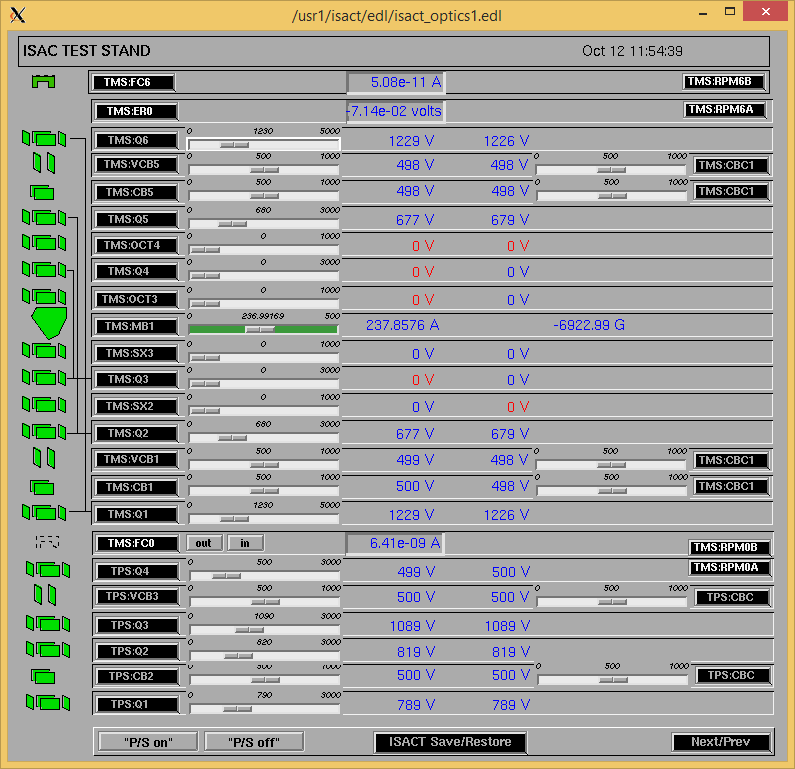 /usr1/isact/edl/isact_optics1.edl
ISAC TEST STAND Oct 12 11:54:39
TMS:FC6 5.08e-11 A TMS:RPM6B
TMS:ER0 -7.14e-02 volts TMS:RPM6A
0 1230 5000
TMS:Q6 1229 V 1226 V
0 500 1000 0 500 1000
TMS:VCB5 498 V 498 V TMS:CBC1
0 500 1000 0 500 1000
TMS:CB5 498 V 498 V TMS:CBC1
0 680 3000
TMS:Q5 677 V 679 V
0 0 1000
TMS:OCT4 0 V 0 V
0 0 3000
TMS:Q4 0 V 0 V
0 0 1000
TMS:OCT3 0 V 0 V
0 236.99169 500
TMS:MB1 237.8576 A -6922.99 G
0 0 1000
TMS:SX3 0 V 0 V
0 0 3000
TMS:Q3 0 V 0 V
0 0 1000
TMS:SX2 0 V 0 V
0 680 3000
TMS:Q2 677 V 679 V
0 500 1000 0 500 1000
TMS:VCB1 499 V 498 V TMS:CBC1
0 500 1000 0 500 1000
TMS:CB1 500 V 498 V TMS:CBC1
0 1230 5000
TMS:Q1 1229 V 1226 V
TMS:FC0 out in 6.41e-09 A TMS:RPM0B
0 500 3000 TMS:RPM0A
TPS:Q4 499 V 500 V
0 500 1000 0 500 1000
TPS:VCB3 500 V 500 V TPS:CBC
0 1090 3000
TPS:Q3 1089 V 1089 V
0 820 3000
TPS:Q2 819 V 819 V
0 500 1000 0 500 1000
TPS:CB2 500 V 500 V TPS:CBC
0 790 3000
TPS:Q1 789 V 789 V
"P/S on" "P/S off" ISACT Save/Restore Next/Prev